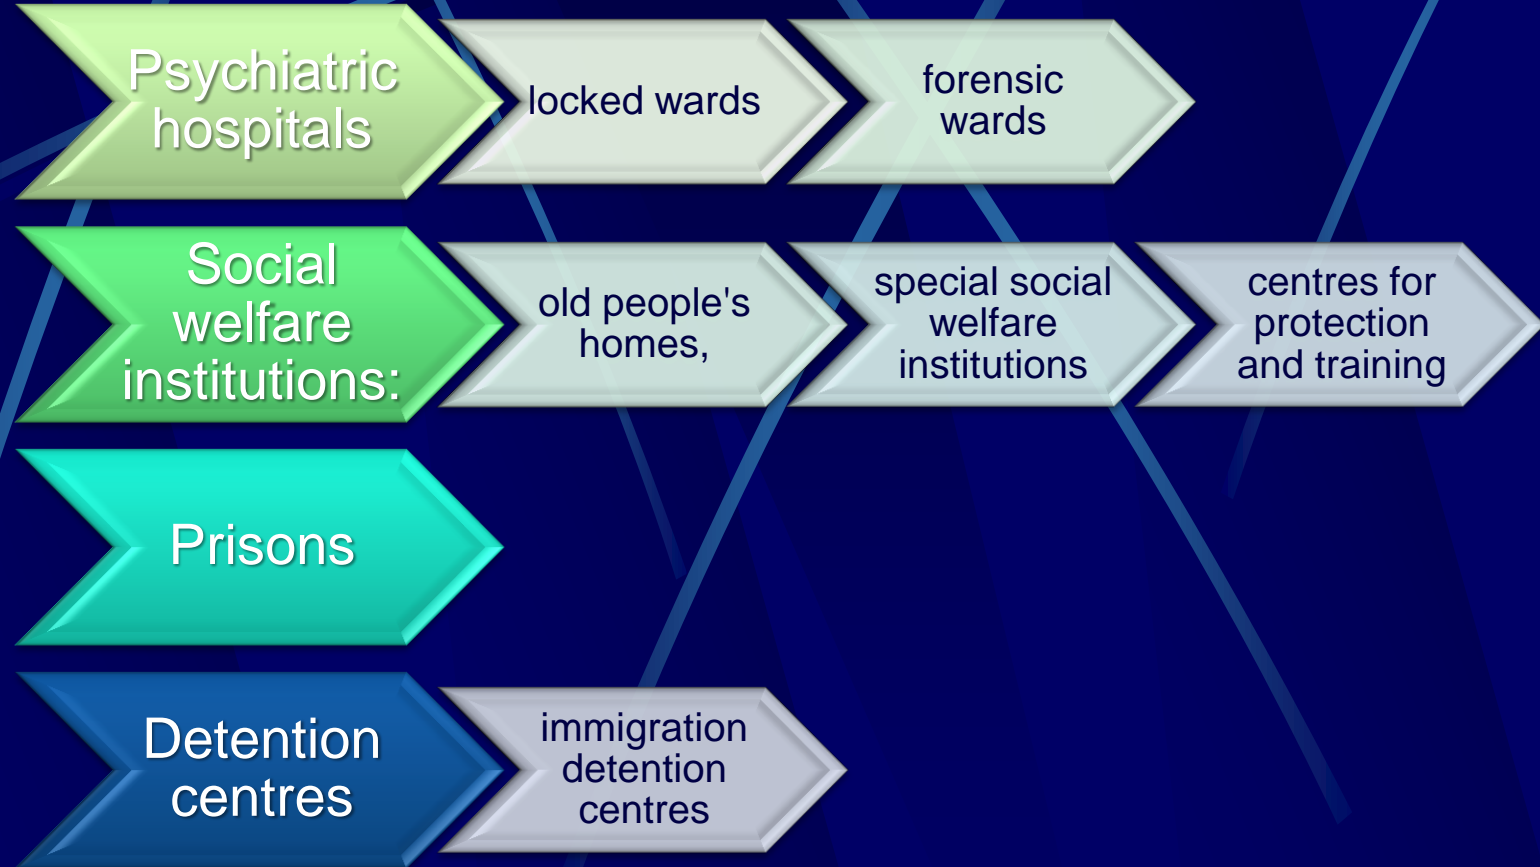 Psychiatric
hospitals
locked wards
forensic
wards
Social
welfare
institutions:
old people's
homes,
special social
welfare
institutions
centres for
protection
and training
Prisons
Detention
centres
immigration
detention
centres